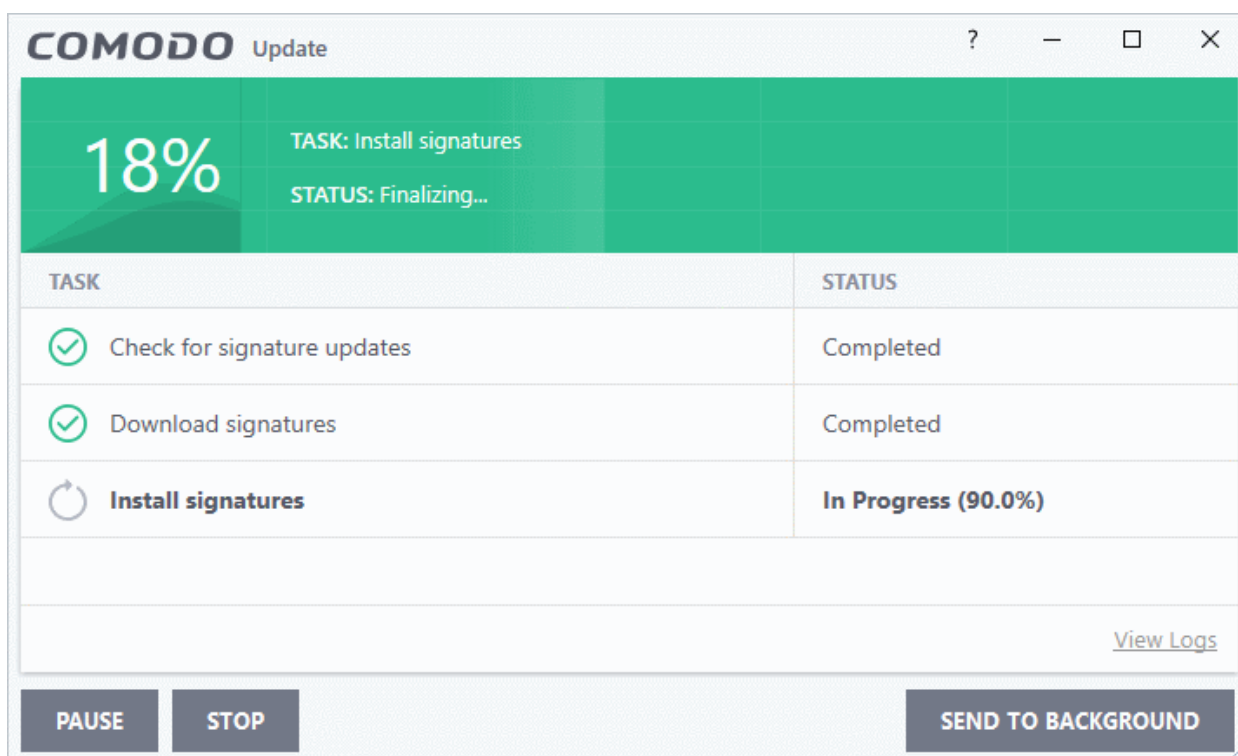 COMODO Update ?
18%
TASK: Install signatures
STATUS: Finalizing...
TASK STATUS
Check for signature updates Completed
Download signatures Completed
Install signatures In Progress (90.0%)
View Logs
PAUSE STOP SEND TO BACKGROUND